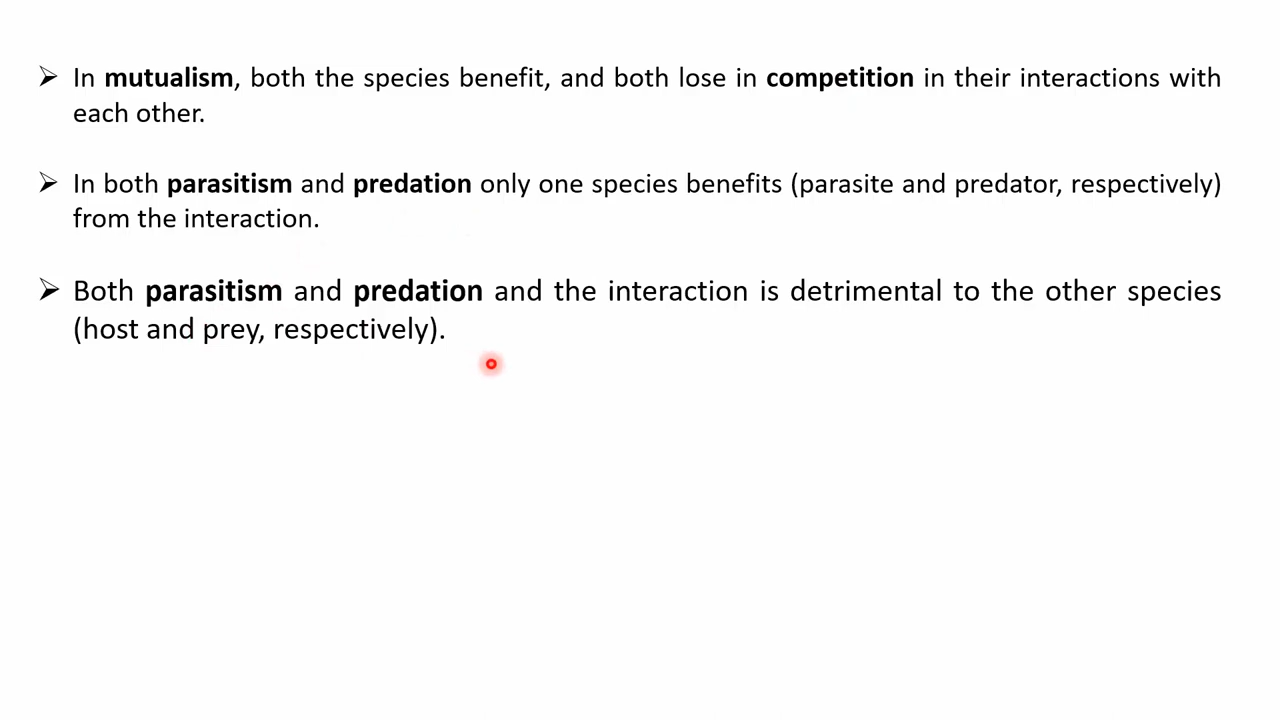 ➢ In mutualism, both the species benefit, and both lose in competition in their interactions with
each other.
➢ In both parasitism and predation only one species benefits (parasite and predator, respectively)
from the interaction.
➢ Both parasitism and predation and the interaction is detrimental to the other species
(host and prey, respectively).